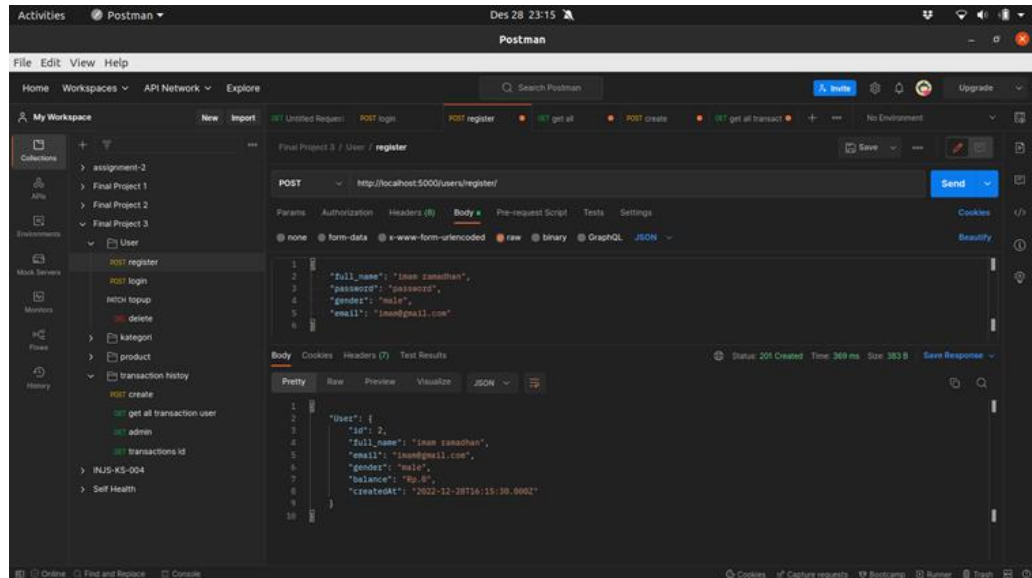 Activities Postman Des 28 23:15
Postman
File Edit View Help
Home Workspaces API Network Explore Search Postman Invite Upgrade
My Workspace New Import GET Untitled Reques POST login POST register GET get all POST create GET get all transact No Environment
Collections
APIs
Environments
Mock Servers
Monitors
Flows
History
assignment-2
Final Project 1
Final Project 2
Final Project 3
User
POST register
POST login
PATCH topup
DEL delete
kategori
product
transaction histoy
POST create
GET get all transaction user
GET admin
GET transactions id
INJS-KS-004
Self Health
Final Project 3 / User / register Save
POST http://localhost:5000/users/register/ Send
Params Authorization Headers (8) Body Pre-request Script Tests Settings Cookies
none form-data x-www-form-urlencoded raw binary GraphQL JSON Beautify
1 {
2 "full_name": "imam ramadhan",
3 "password": "password",
4 "gender": "male",
5 "email": "imam@gmail.com"
6 }
Body Cookies Headers (7) Test Results Status: 201 Created Time: 369 ms Size: 383 B Save Response
Pretty Raw Preview Visualize JSON
1 {
2 "User": {
3 "id": 2,
4 "full_name": "imam ramadhan",
5 "email": "imam@gmail.com",
6 "gender": "male",
7 "balance": "Rp.0",
8 "createdAt": "2022-12-28T16:15:30.000Z"
9 }
10 }
Online Find and Replace Console Cookies Capture requests Bootcamp Runner Trash